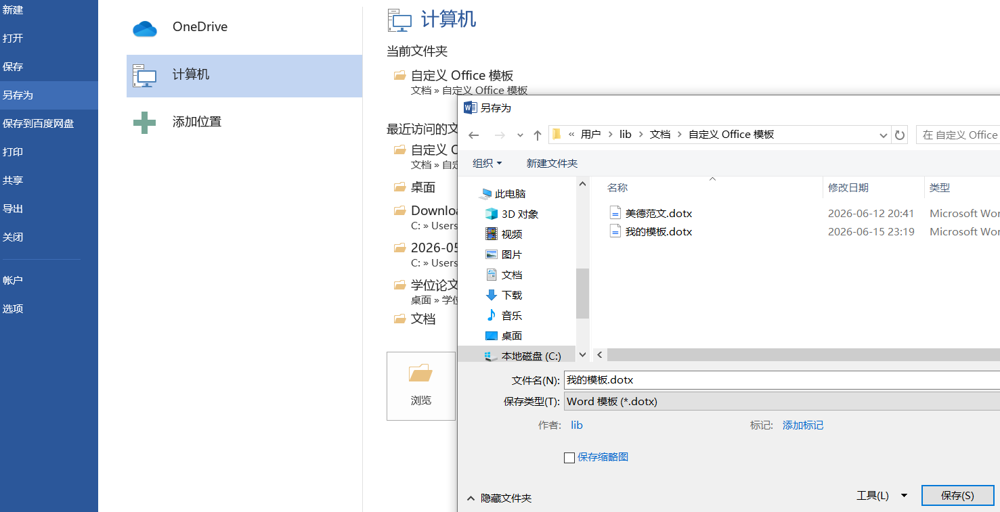 新建
打开
保存
另存为
保存到百度网盘
打印
共享
导出
关闭
帐户
选项
OneDrive
计算机
添加位置
计算机
当前文件夹
自定义 Office 模板
文档 » 自定义 Office 模板
最近访问的文
自定义 O
文档 » 自定
桌面
Downloa
C: » Users
2026-05
C: » Users
学位论文
桌面 » 学位
文档
浏览
另存为
« 用户 > lib > 文档 > 自定义 Office 模板
在 自定义 Office
组织
新建文件夹
此电脑
3D 对象
视频
图片
文档
下载
音乐
桌面
本地磁盘 (C:)
名称 修改日期 类型
美德范文.dotx 2026-06-12 20:41 Microsoft Wor
我的模板.dotx 2026-06-15 23:19 Microsoft Wor
文件名(N): 我的模板.dotx
保存类型(T): Word 模板 (*.dotx)
作者: lib 标记: 添加标记
保存缩略图
隐藏文件夹
工具(L)
保存(S)